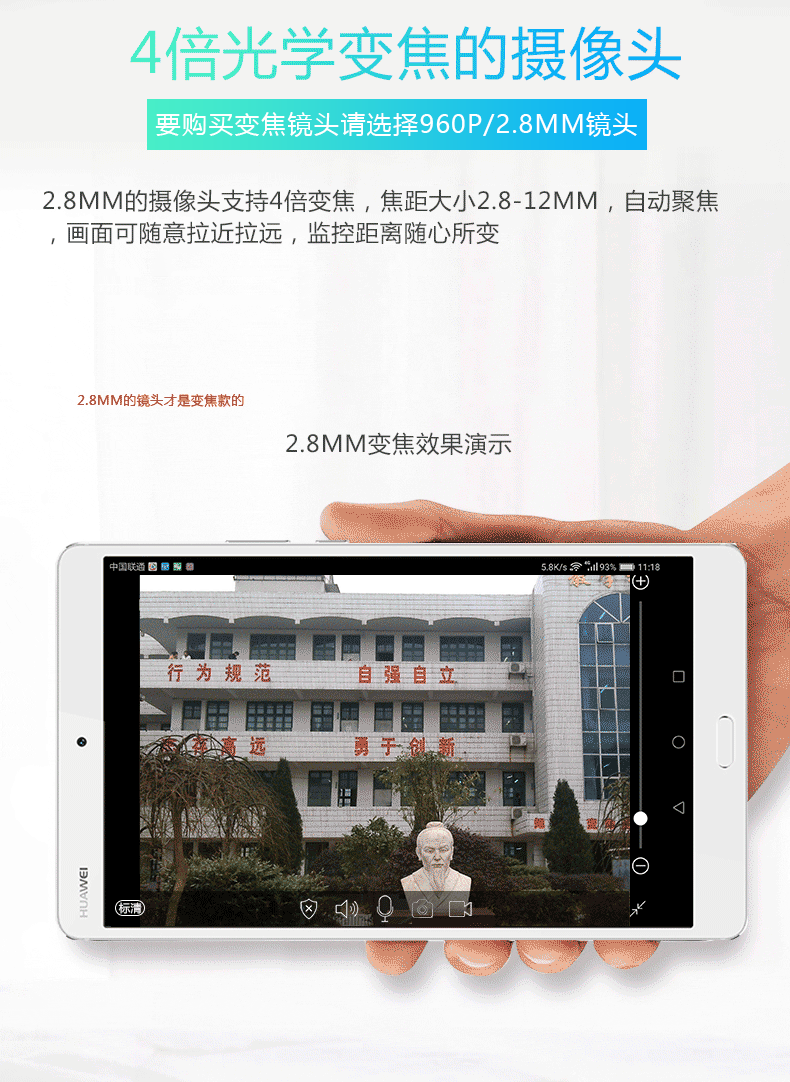 4倍光学变焦的摄像头
要购买变焦镜头请选择960P/2.8MM镜头
2.8MM的摄像头支持4倍变焦，焦距大小2.8-12MM，自动聚焦
，画面可随意拉近拉远，监控距离随心所变
2.8MM的镜头才是变焦款的
2.8MM变焦效果演示
中国联通
5.8K/s
93%
11:18
行为规范
自强自立
高远
勇于创新
标清
HUAWEI